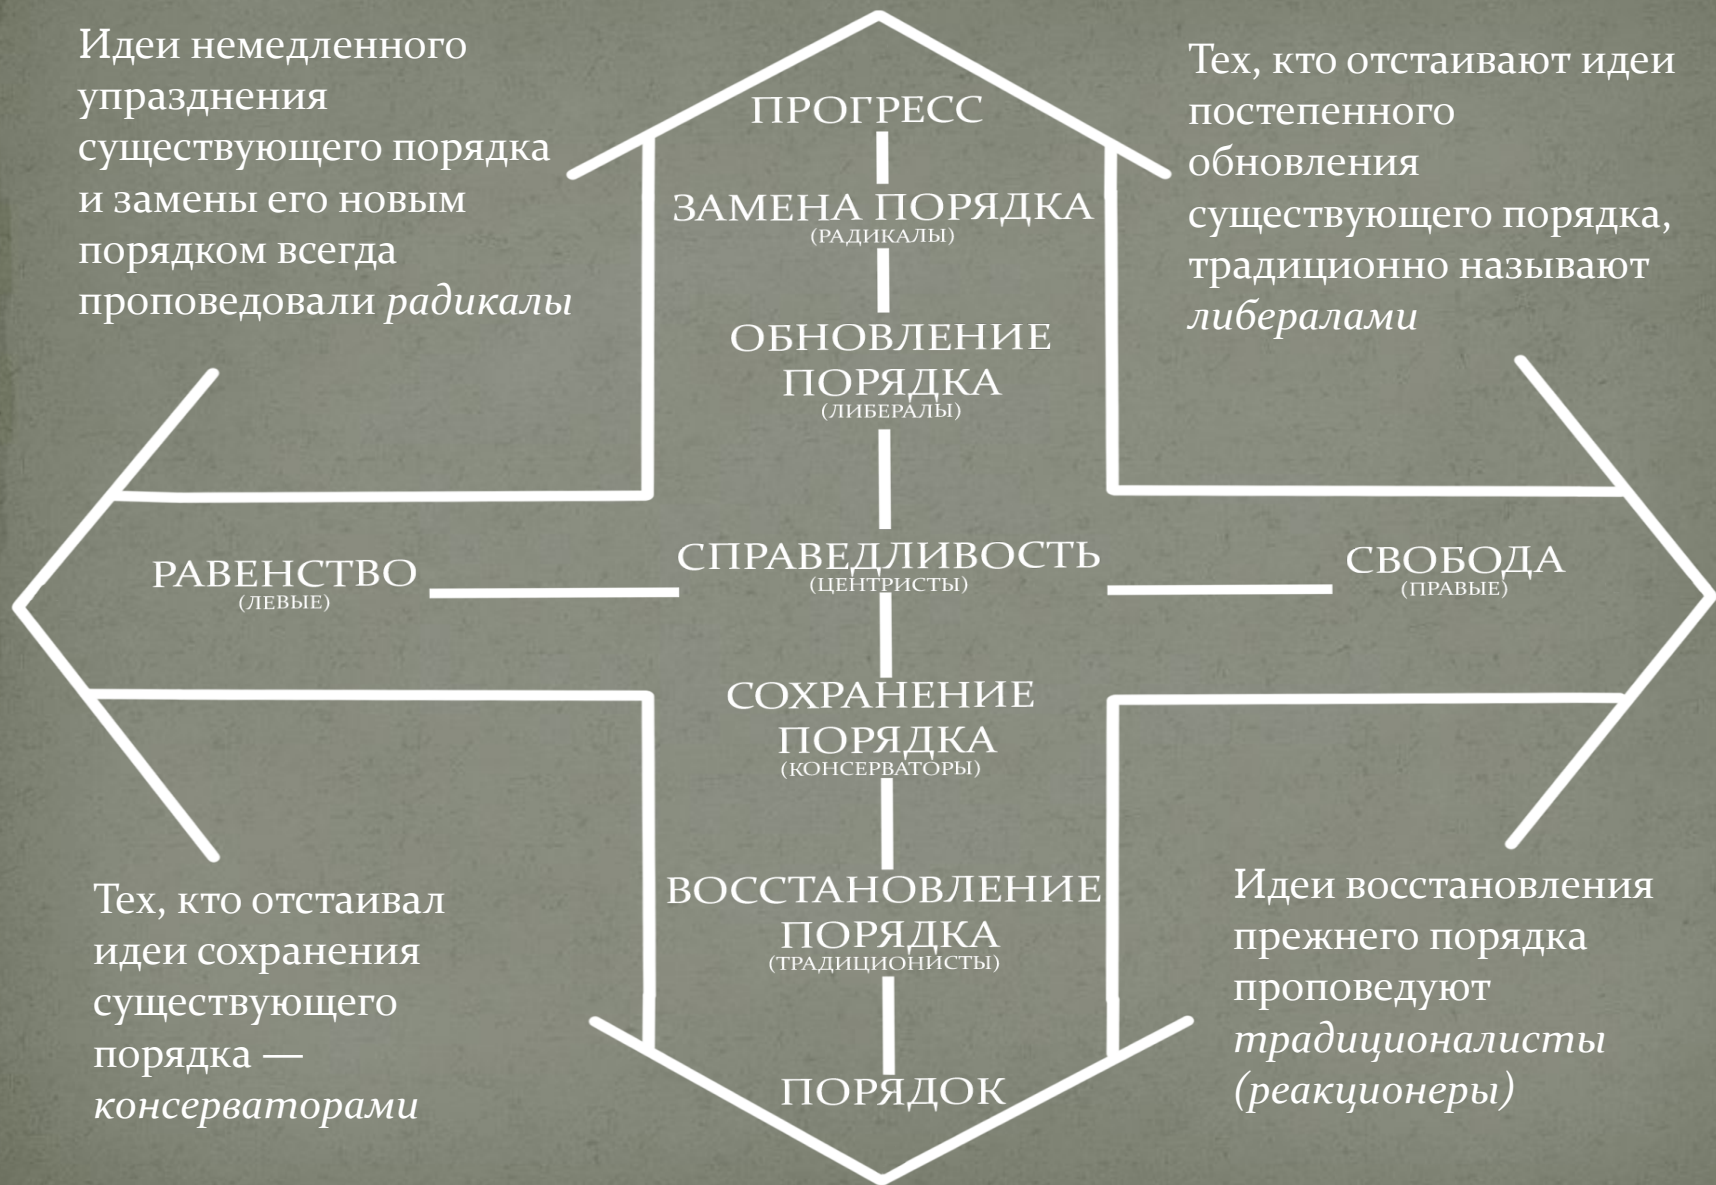 Идеи немедленного
упразднения
существующего порядка
и замены его новым
порядком всегда
проповедовали радикалы
Тех, кто отстаивают идеи
постепенного
обновления
существующего порядка,
традиционно называют
либералами
ПРОГРЕСС
ЗАМЕНА ПОРЯДКА
(РАДИКАЛЫ)
ОБНОВЛЕНИЕ
ПОРЯДКА
(ЛИБЕРАЛЫ)
РАВЕНСТВО
(ЛЕВЫЕ)
СПРАВЕДЛИВОСТЬ
(ЦЕНТРИСТЫ)
СВОБОДА
(ПРАВЫЕ)
СОХРАНЕНИЕ
ПОРЯДКА
(КОНСЕРВАТОРЫ)
ВОССТАНОВЛЕНИЕ
ПОРЯДКА
(ТРАДИЦИОНИСТЫ)
ПОРЯДОК
Тех, кто отстаивал
идеи сохранения
существующего
порядка —
консерваторами
Идеи восстановления
прежнего порядка
проповедуют
традиционалисты
(реакционеры)